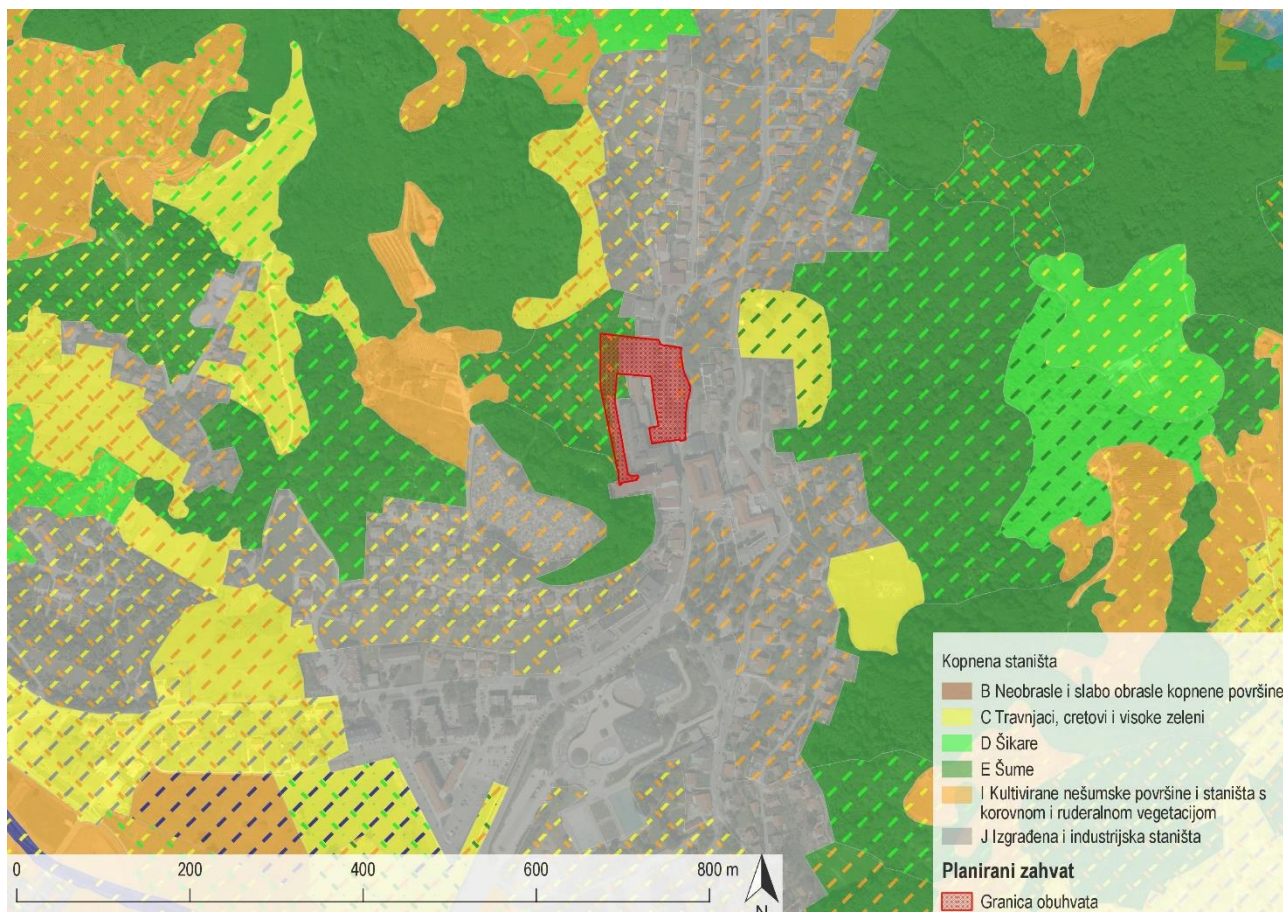 Kopnena staništa
B Neobrasle i slabo obrasle kopnene površine
C Travnjaci, cretovi i visoke zeleni
D Šikare
E Šume
I Kultivirane nešumske površine i staništa s
korovnom i ruderalnom vegetacijom
J Izgrađena i industrijska staništa
Planirani zahvat
Granica obuhvata
0 200 400 600 800 m
N